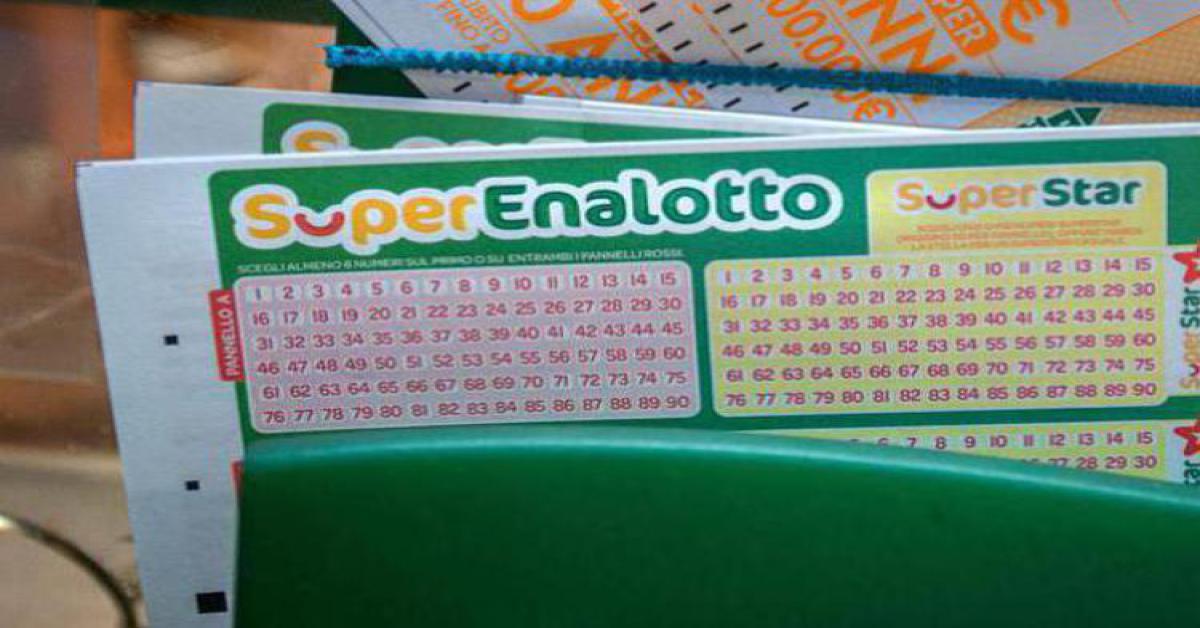 SUBITO
FINO A
000.00€
SUPER
SuperEnalotto
SuperStar
SCEGLI ALMENO 6 NUMERI SUL PRIMO O SU ENTRAMBI I PANNELLI ROSSI.
PANNELLO A
1 2 3 4 5 6 7 8 9 10 11 12 13 14 15
16 17 18 19 20 21 22 23 24 25 26 27 28 29 30
31 32 33 34 35 36 37 38 39 40 41 42 43 44 45
46 47 48 49 50 51 52 53 54 55 56 57 58 59 60
61 62 63 64 65 66 67 68 69 70 71 72 73 74 75
76 77 78 79 80 81 82 83 84 85 86 87 88 89 90
1 2 3 4 5 6 7 8 9 10 11 12 13 14 15
16 17 18 19 20 21 22 23 24 25 26 27 28 29 30
31 32 33 34 35 36 37 38 39 40 41 42 43 44 45
46 47 48 49 50 51 52 53 54 55 56 57 58 59 60
61 62 63 64 65 66 67 68 69 70 71 72 73 74 75
76 77 78 79 80 81 82 83 84 85 86 87 88 89 90
SuperStar
6 7 8 9 10 11 12 13 14 15
27 28 29 30